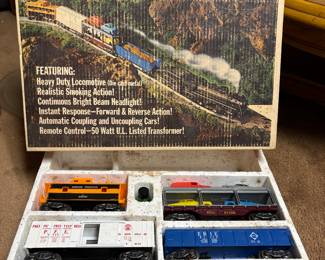 FEATURING:
Heavy Duty Locomotive (die cast metal)
Realistic Smoking Action!
Continuous Bright Beam Headlight!
Instant Response—Forward & Reverse Action!
Automatic Coupling and Uncoupling Cars!
Remote Control—50 Watt U.L. Listed Transformer!
P.F.E.
ERIE